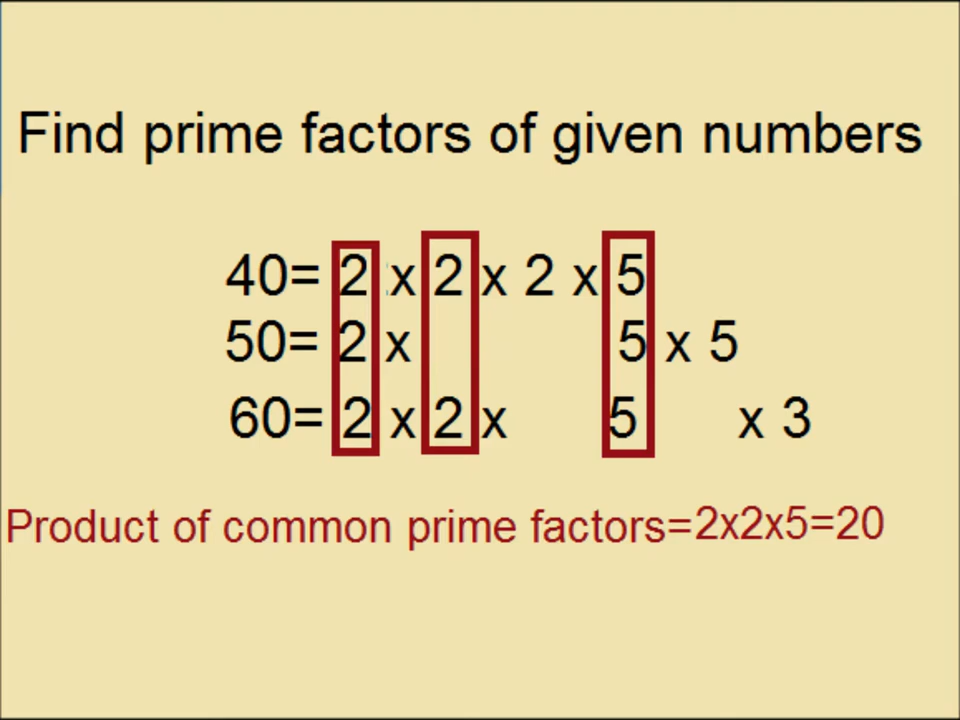 Find prime factors of given numbers
40= 2 x 2 x 2 x 5
50= 2 x 5 x 5
60= 2 x 2 x 5 x 3
Product of common prime factors=2x2x5=20